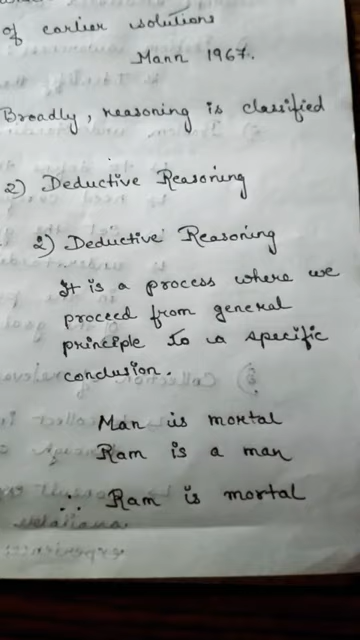 of earlier solutions
Mann 1967.
Broadly, reasoning is classified
2) Deductive Reasoning
2) Deductive Reasoning
It is a process where we
proceed from general
principle to a specific
conclusion.
Man is mortal
Ram is a man
∴ Ram is mortal